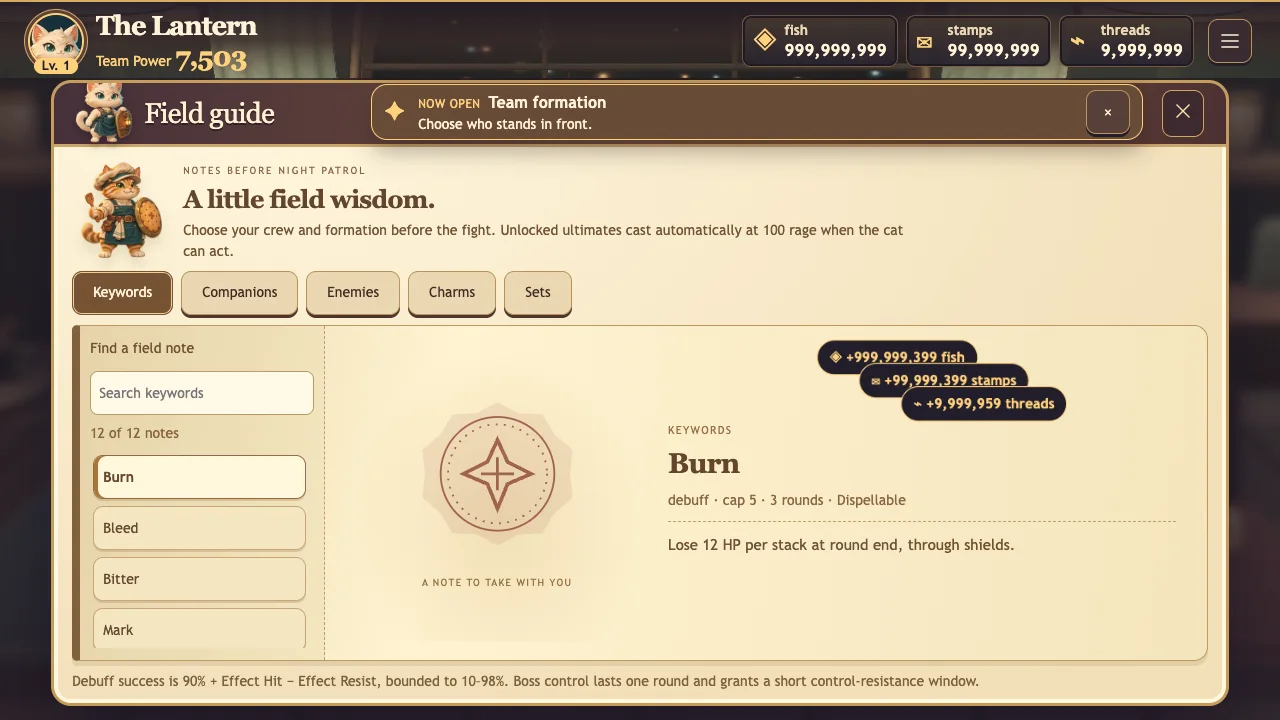 The Lantern
Lv. 1
Team Power 7,503
fish
999,999,999
stamps
99,999,999
threads
9,999,999
Field guide
NOW OPEN Team formation
Choose who stands in front.
NOTES BEFORE NIGHT PATROL
A little field wisdom.
Choose your crew and formation before the fight. Unlocked ultimates cast automatically at 100 rage when the cat
can act.
Keywords
Companions
Enemies
Charms
Sets
Find a field note
Search keywords
12 of 12 notes
Burn
Bleed
Bitter
Mark
A NOTE TO TAKE WITH YOU
+999,999,399 fish
+99,999,399 stamps
+9,999,959 threads
KEYWORDS
Burn
debuff · cap 5 · 3 rounds · Dispellable
Lose 12 HP per stack at round end, through shields.
Debuff success is 90% + Effect Hit − Effect Resist, bounded to 10–98%. Boss control lasts one round and grants a short control-resistance window.